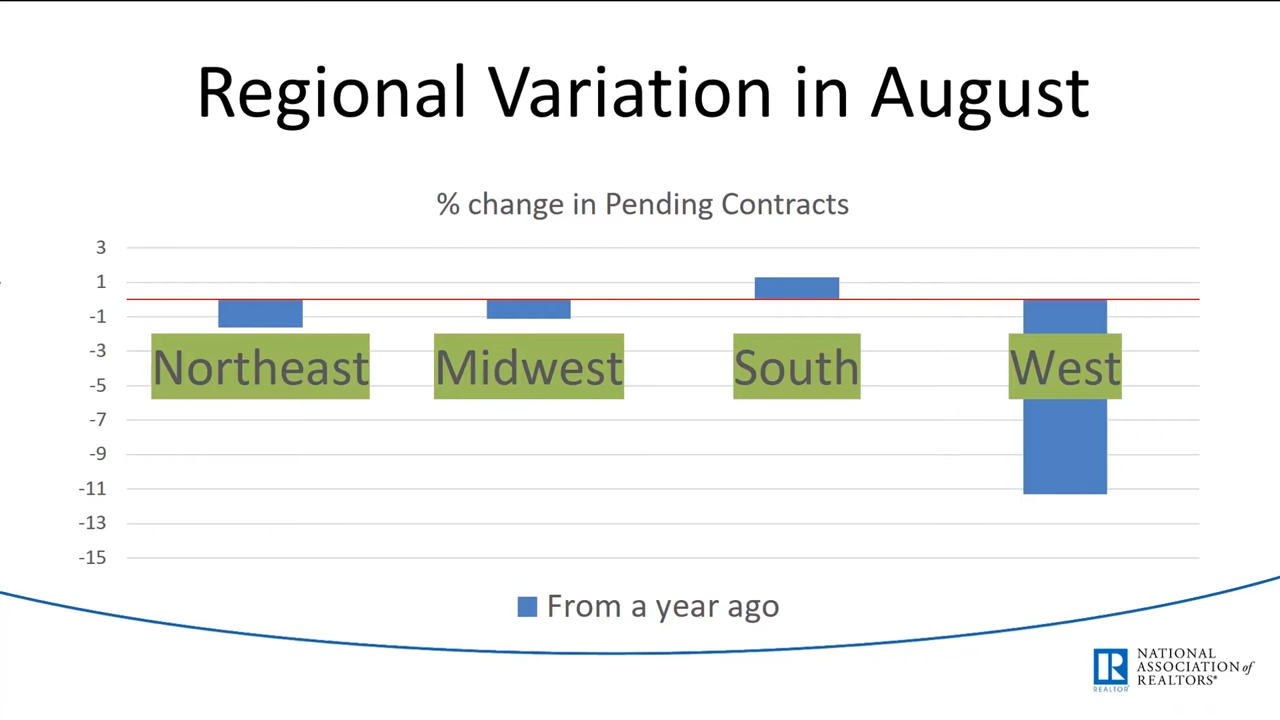 Regional Variation in August
% change in Pending Contracts
3
1
-1
-3
-5
-7
-9
-11
-13
-15
Northeast Midwest South West
From a year ago
NATIONAL
ASSOCIATION of
REALTORS®
REALTOR®